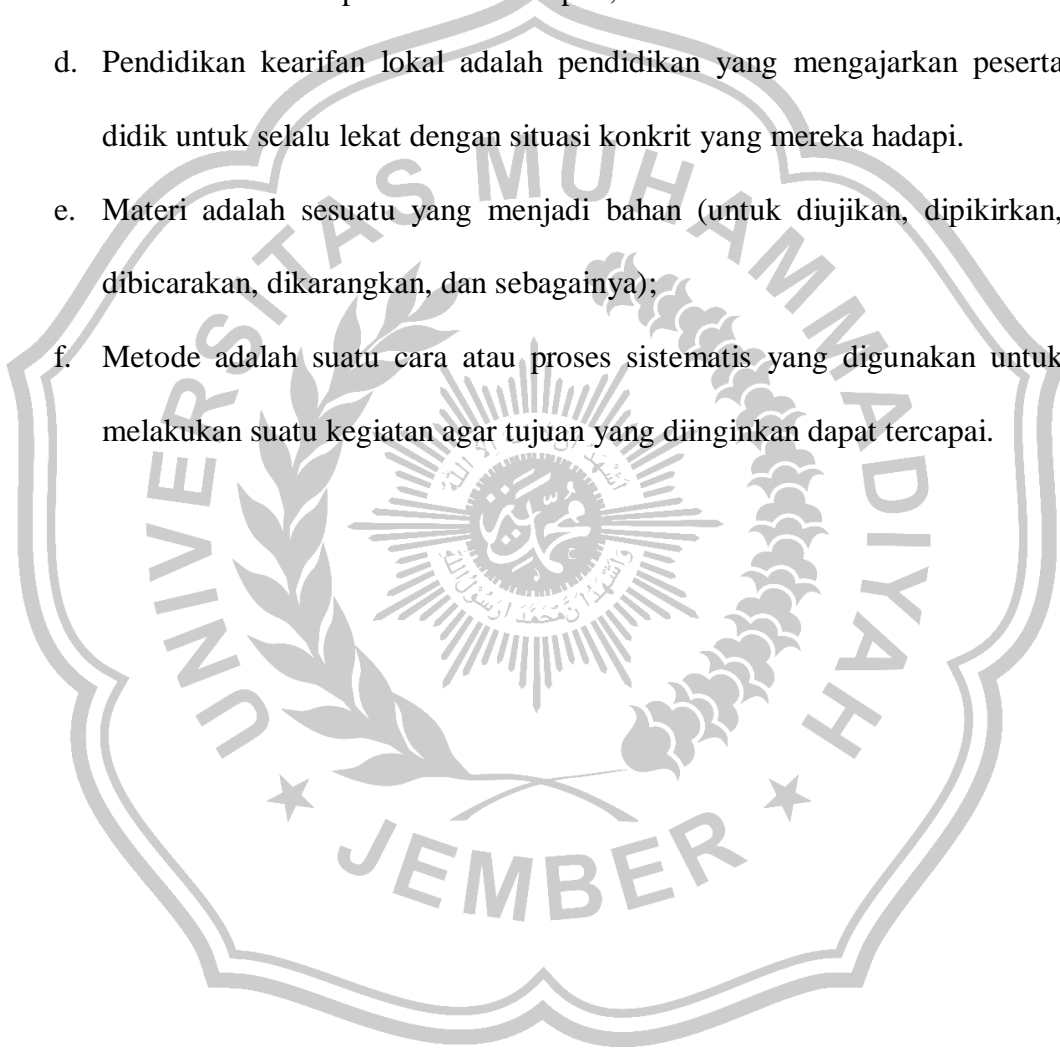 d. Pendidikan kearifan lokal adalah pendidikan yang mengajarkan peserta
didik untuk selalu lekat dengan situasi konkrit yang mereka hadapi.
e. Materi adalah sesuatu yang menjadi bahan (untuk diujikan, dipikirkan,
dibicarakan, dikarangkan, dan sebagainya);
f. Metode adalah suatu cara atau proses sistematis yang digunakan untuk
melakukan suatu kegiatan agar tujuan yang diinginkan dapat tercapai.
UNIVERSITAS MUHAMMADIYAH
JEMBER